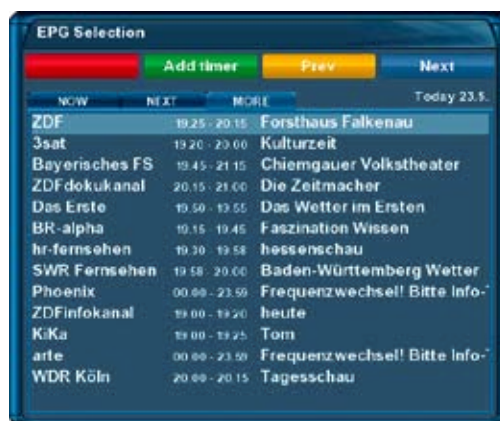 EPG Selection
Add timer Prev Next
NOW NEXT MORE Today 23.5.
ZDF 19.25 - 20.15 Forsthaus Falkenau
3sat 19.20 - 20.00 Kulturzeit
Bayerisches FS 19.45 - 21.15 Chiemgauer Volkstheater
ZDFdokukanal 20.15 - 21.00 Die Zeitmacher
Das Erste 19.50 - 19.55 Das Wetter im Ersten
BR-alpha 19.15 - 19.45 Faszination Wissen
hr-fernsehen 19.30 - 19.58 hessenschau
SWR Fernsehen 19.58 - 20.00 Baden-Württemberg Wetter
Phoenix 00.00 - 23.59 Frequenzwechsel! Bitte Info-
ZDFinfokanal 19.00 - 19.20 heute
KiKa 19.00 - 19.25 Tom
arte 00.00 - 23.59 Frequenzwechsel! Bitte Info-
WDR Köln 20.00 - 20.15 Tagesschau